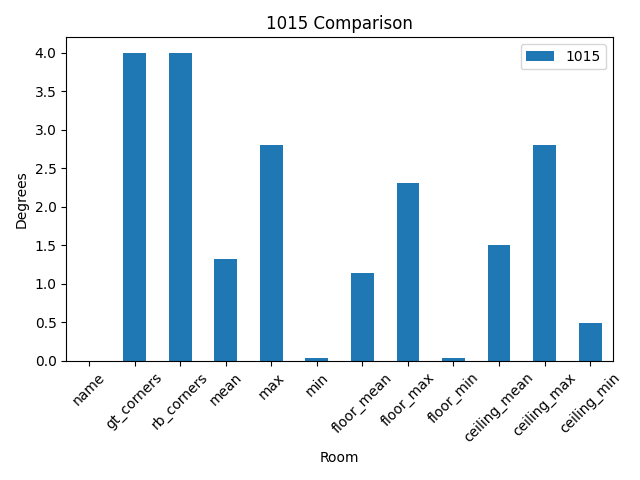 1015 Comparison
1015
4.0
3.5
3.0
2.5
2.0
1.5
1.0
0.5
0.0
Degrees
name
gt_corners
rb_corners
mean
max
min
floor_mean
floor_max
floor_min
ceiling_mean
ceiling_max
ceiling_min
Room